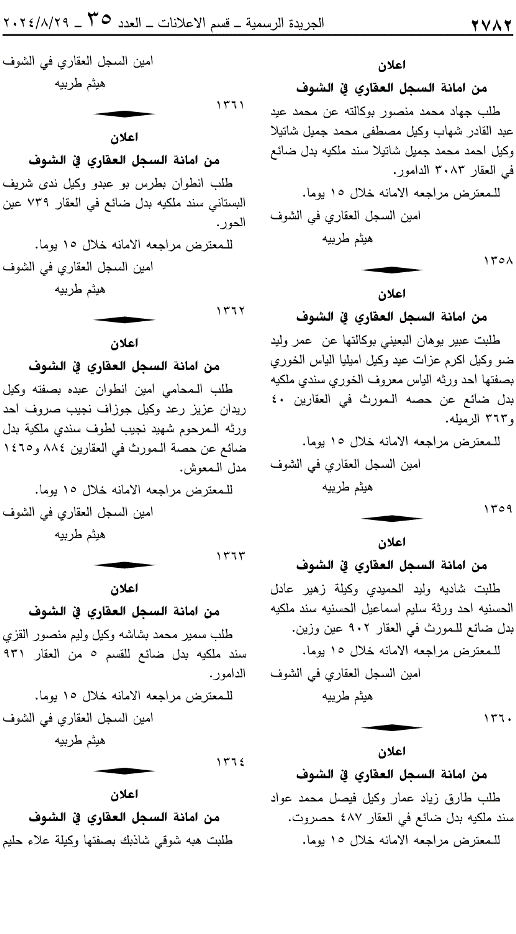 ٢٧٨٢
الجريدة الرسمية – قسم الاعلانات – العدد ٣٥ – ٢٠٢٤/٨/٢٩
اعلان
من امانة السجل العقاري في الشوف
طلب جهاد محمد منصور بوكالته عن محمد عيد
عبد القادر شهاب وكيل مصطفى محمد جميل شاتيلا
وكيل احمد محمد جميل شاتيلا سند ملكيه بدل ضائع
في العقار ٣٠٨٣ الدامور.
للمعترض مراجعه الامانه خلال ١٥ يوما.
امين السجل العقاري في الشوف
هيثم طربيه
١٣٥٨
اعلان
من امانة السجل العقاري في الشوف
طلبت عبير يوهان البعيني بوكالتها عن عمر وليد
ضو وكيل اكرم عزات عيد وكيل اميليا الياس الخوري
بصفتها احد ورثه الياس معروف الخوري سندي ملكيه
بدل ضائع عن حصه المورث في العقارين ٤٠
و٣٦٣ الرميله.
للمعترض مراجعه الامانه خلال ١٥ يوما.
امين السجل العقاري في الشوف
هيثم طربيه
١٣٥٩
اعلان
من امانة السجل العقاري في الشوف
طلبت شاديه وليد الحميدي وكيلة زهير عادل
الحسنيه احد ورثة سليم اسماعيل الحسنيه سند ملكيه
بدل ضائع للمورث في العقار ٩٠٢ عين وزين.
للمعترض مراجعه الامانه خلال ١٥ يوما.
امين السجل العقاري في الشوف
هيثم طربيه
١٣٦٠
اعلان
من امانة السجل العقاري في الشوف
طلب طارق زياد عمار وكيل فيصل محمد عواد
سند ملكيه بدل ضائع في العقار ٤٨٧ حصروت.
للمعترض مراجعه الامانه خلال ١٥ يوما.
امين السجل العقاري في الشوف
هيثم طربيه
١٣٦١
اعلان
من امانة السجل العقاري في الشوف
طلب انطوان بطرس بو عبدو وكيل ندى شريف
البستاني سند ملكيه بدل ضائع في العقار ٧٣٩ عين
الحور.
للمعترض مراجعه الامانه خلال ١٥ يوما.
امين السجل العقاري في الشوف
هيثم طربيه
١٣٦٢
اعلان
من امانة السجل العقاري في الشوف
طلب المحامي امين انطوان عبده بصفته وكيل
ريدان عزيز رعد وكيل جوزاف نجيب صروف احد
ورثه المرحوم شهيد نجيب لطوف سندي ملكية بدل
ضائع عن حصة المورث في العقارين ٨٨٤ و١٤٦٥
مدل المعوش.
للمعترض مراجعه الامانه خلال ١٥ يوما.
امين السجل العقاري في الشوف
هيثم طربيه
١٣٦٣
اعلان
من امانة السجل العقاري في الشوف
طلب سمير محمد بشاشه وكيل وليم منصور القزي
سند ملكيه بدل ضائع للقسم ٥ من العقار ٩٣١
الدامور.
للمعترض مراجعه الامانه خلال ١٥ يوما.
امين السجل العقاري في الشوف
هيثم طربيه
١٣٦٤
اعلان
من امانة السجل العقاري في الشوف
طلبت هبه شوقي شاذبك بصفتها وكيلة علاء حليم